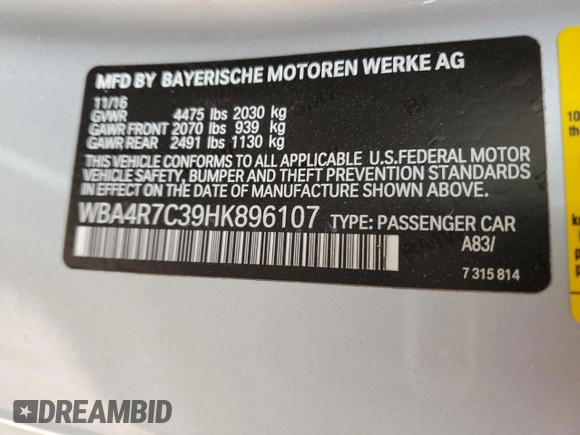 MFD BY BAYERISCHE MOTOREN WERKE AG
11/16
GVWR 4475 lbs 2030 kg
GAWR FRONT 2070 lbs 939 kg
GAWR REAR 2491 lbs 1130 kg
THIS VEHICLE CONFORMS TO ALL APPLICABLE U.S.FEDERAL MOTOR
VEHICLE SAFETY, BUMPER AND THEFT PREVENTION STANDARDS
IN EFFECT ON THE DATE OF MANUFACTURE SHOWN ABOVE.
WBA4R7C39HK896107 TYPE: PASSENGER CAR
A83/
7 315 814
10
th
DREAMBID